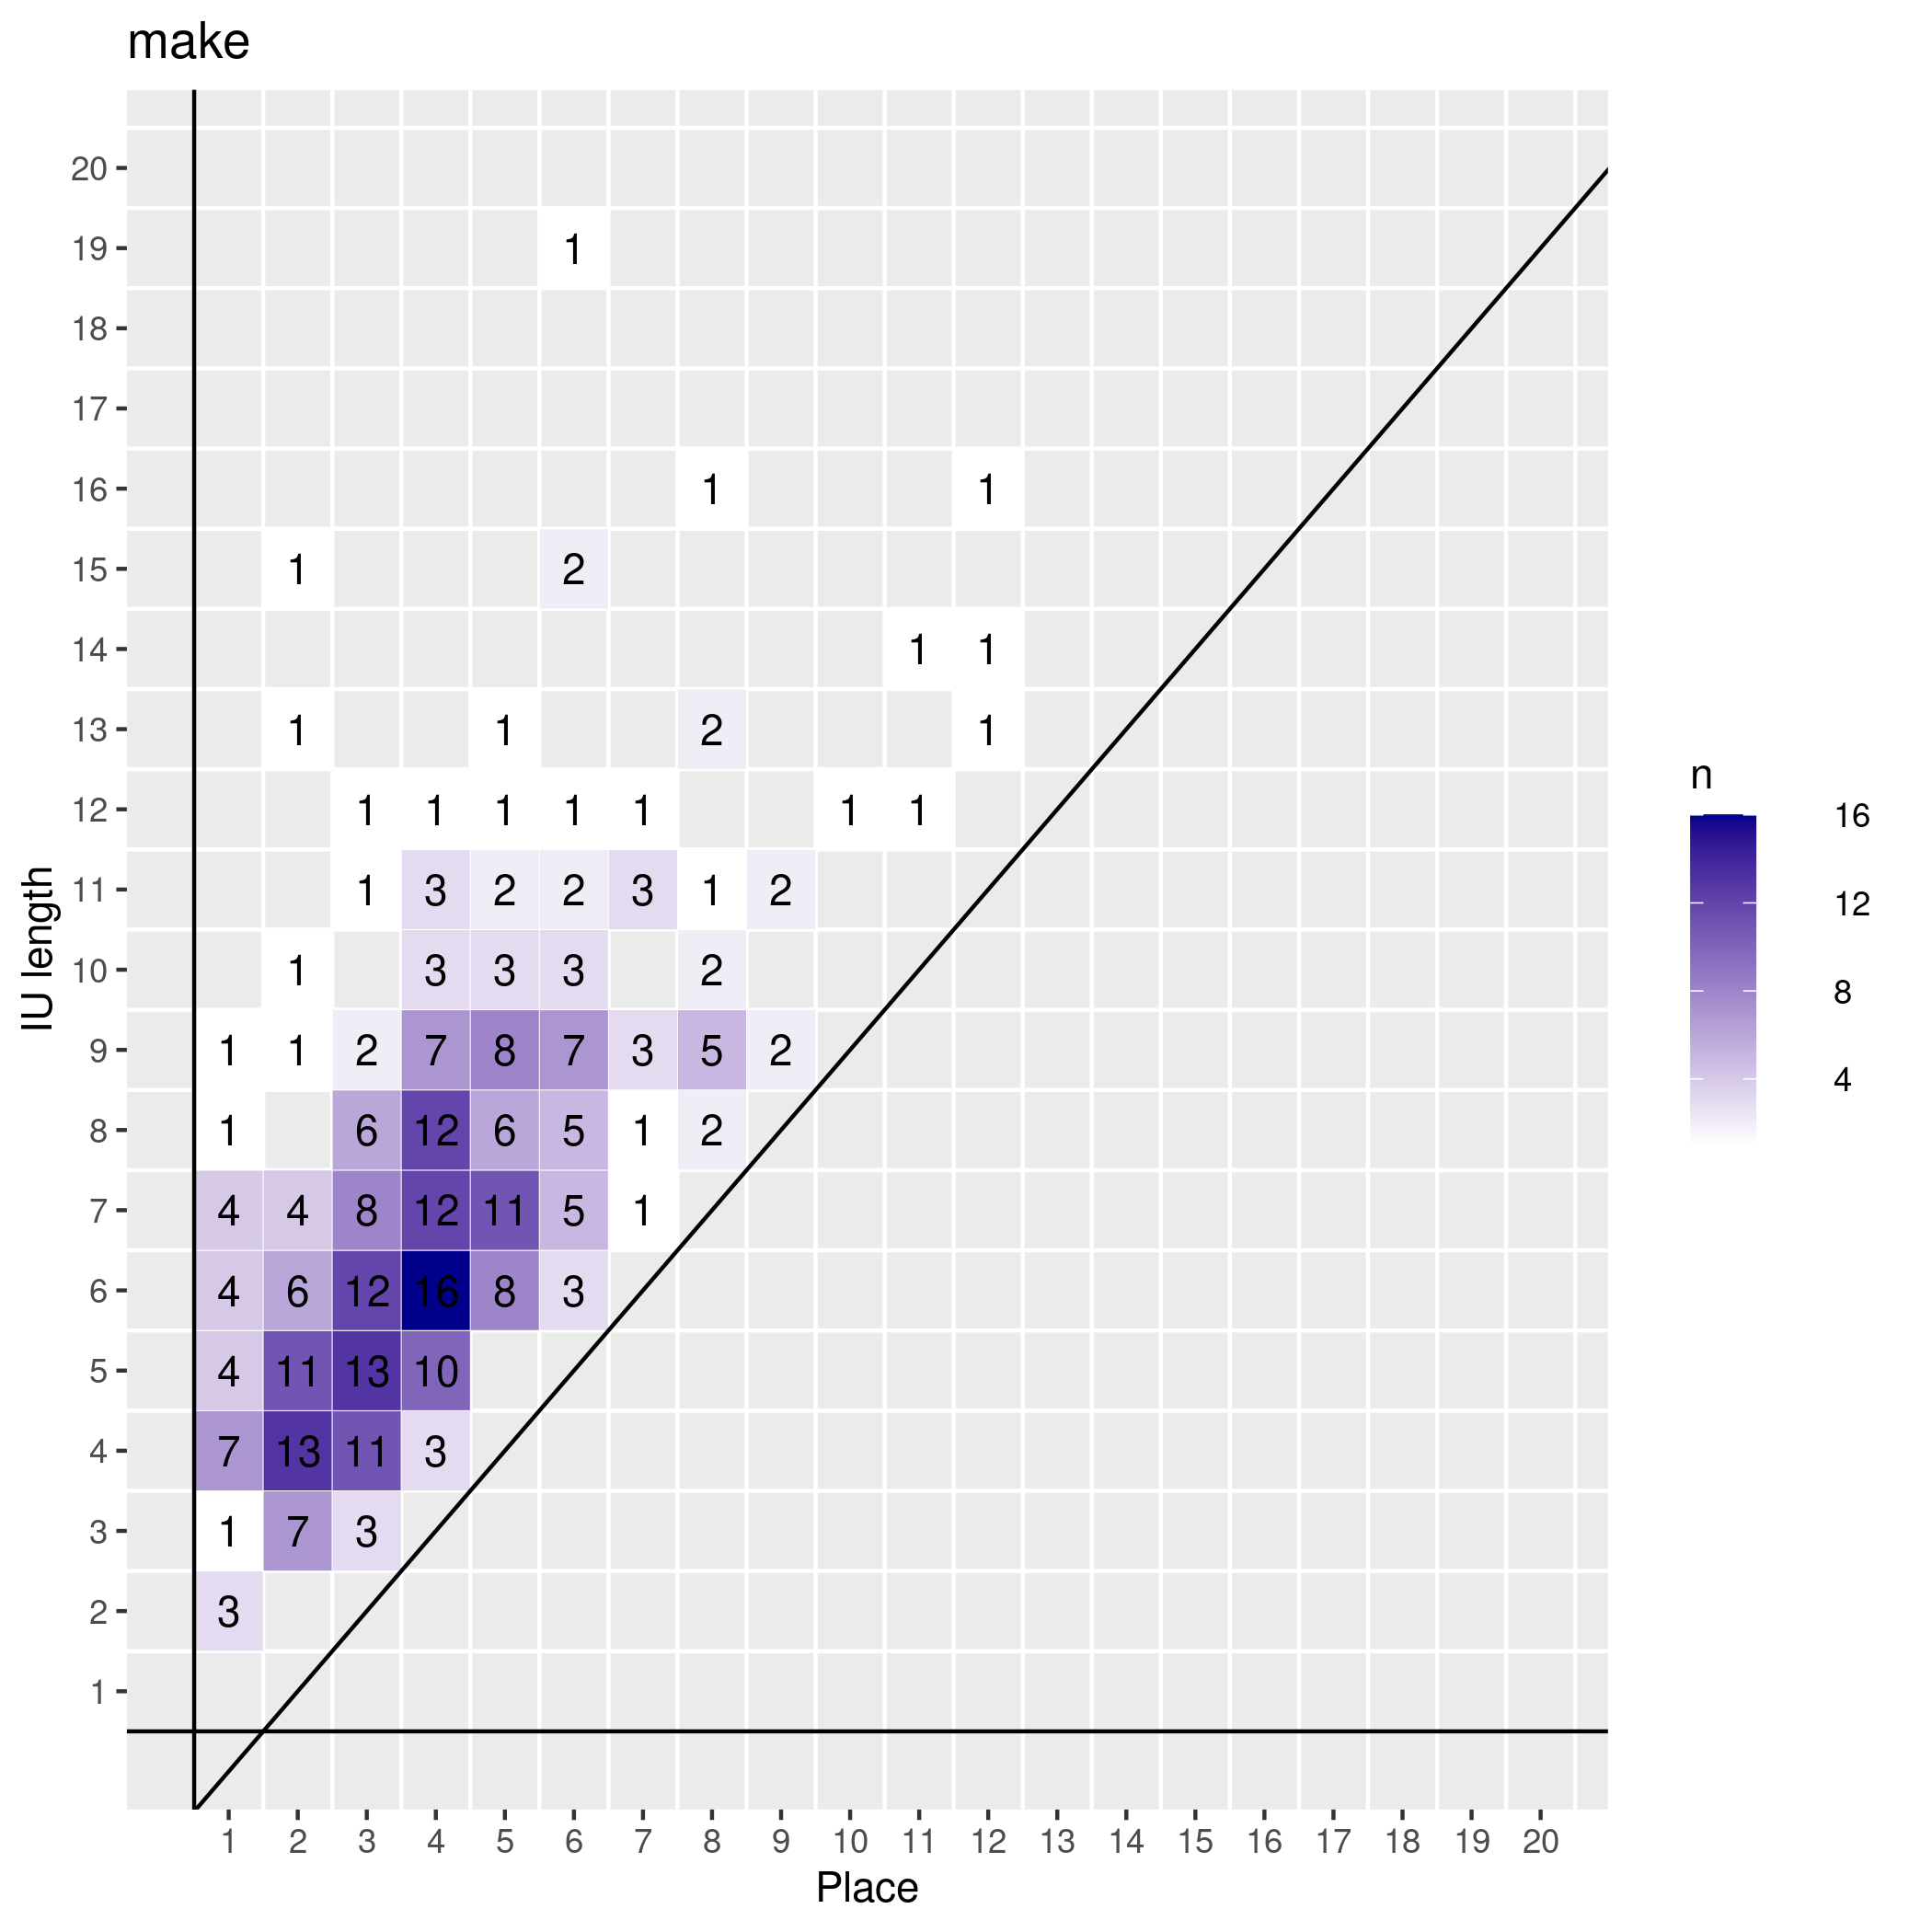 make
20
19 1
18
17
16 1 1
15 1 2
14 1 1
13 1 1 2 1
12 1 1 1 1 1 1 1
11 1 3 2 2 3 1 2
10 1 3 3 3 2
9 1 1 2 7 8 7 3 5 2
8 1 6 12 6 5 1 2
7 4 4 8 12 11 5 1
6 4 6 12 16 8 3
5 4 11 13 10
4 7 13 11 3
3 1 7 3
2 3
1
1 2 3 4 5 6 7 8 9 10 11 12 13 14 15 16 17 18 19 20
Place
IU length
n
16
12
8
4